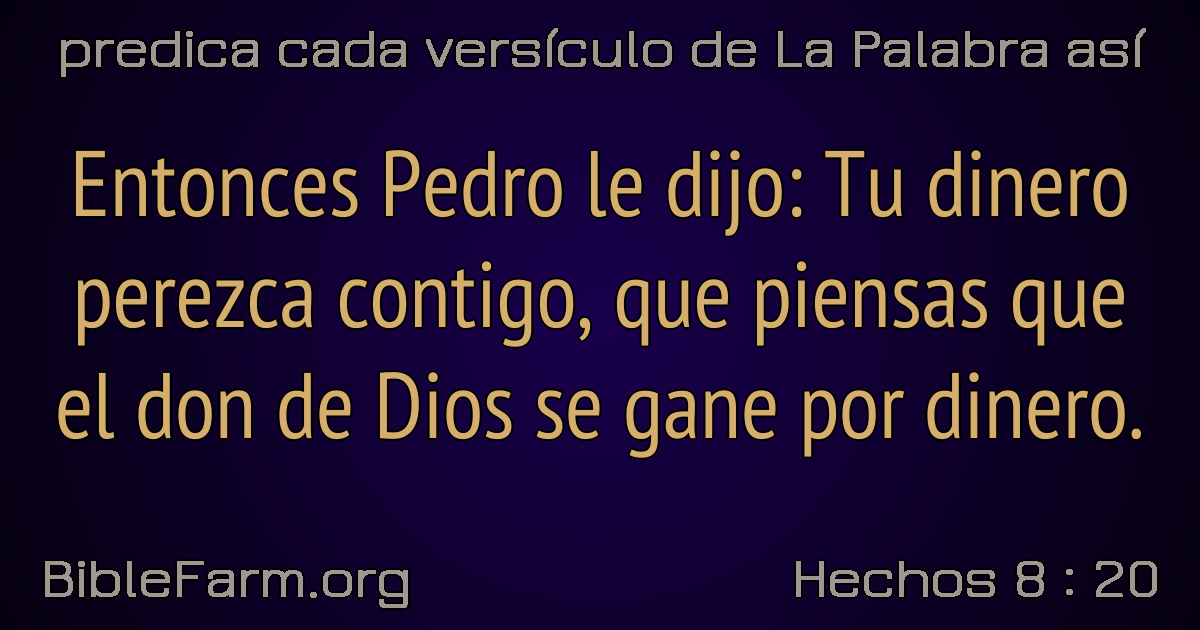 predica cada versículo de La Palabra así
Entonces Pedro le dijo: Tu dinero
perezca contigo, que piensas que
el don de Dios se gane por dinero.
BibleFarm.org
Hechos 8 : 20